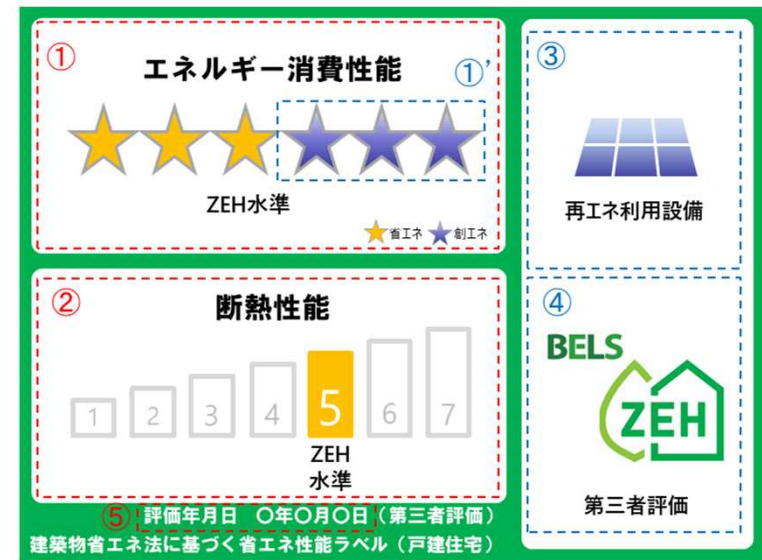 ①
エネルギー消費性能
①’
ZEH水準
省エネ 創エネ
②
断熱性能
1 2 3 4 5 6 7
ZEH
水準
③
再エネ利用設備
④
BELS
ZEH
第三者評価
⑤ 評価年月日 〇年〇月〇日(第三者評価)
建築物省エネ法に基づく省エネ性能ラベル(戸建住宅)